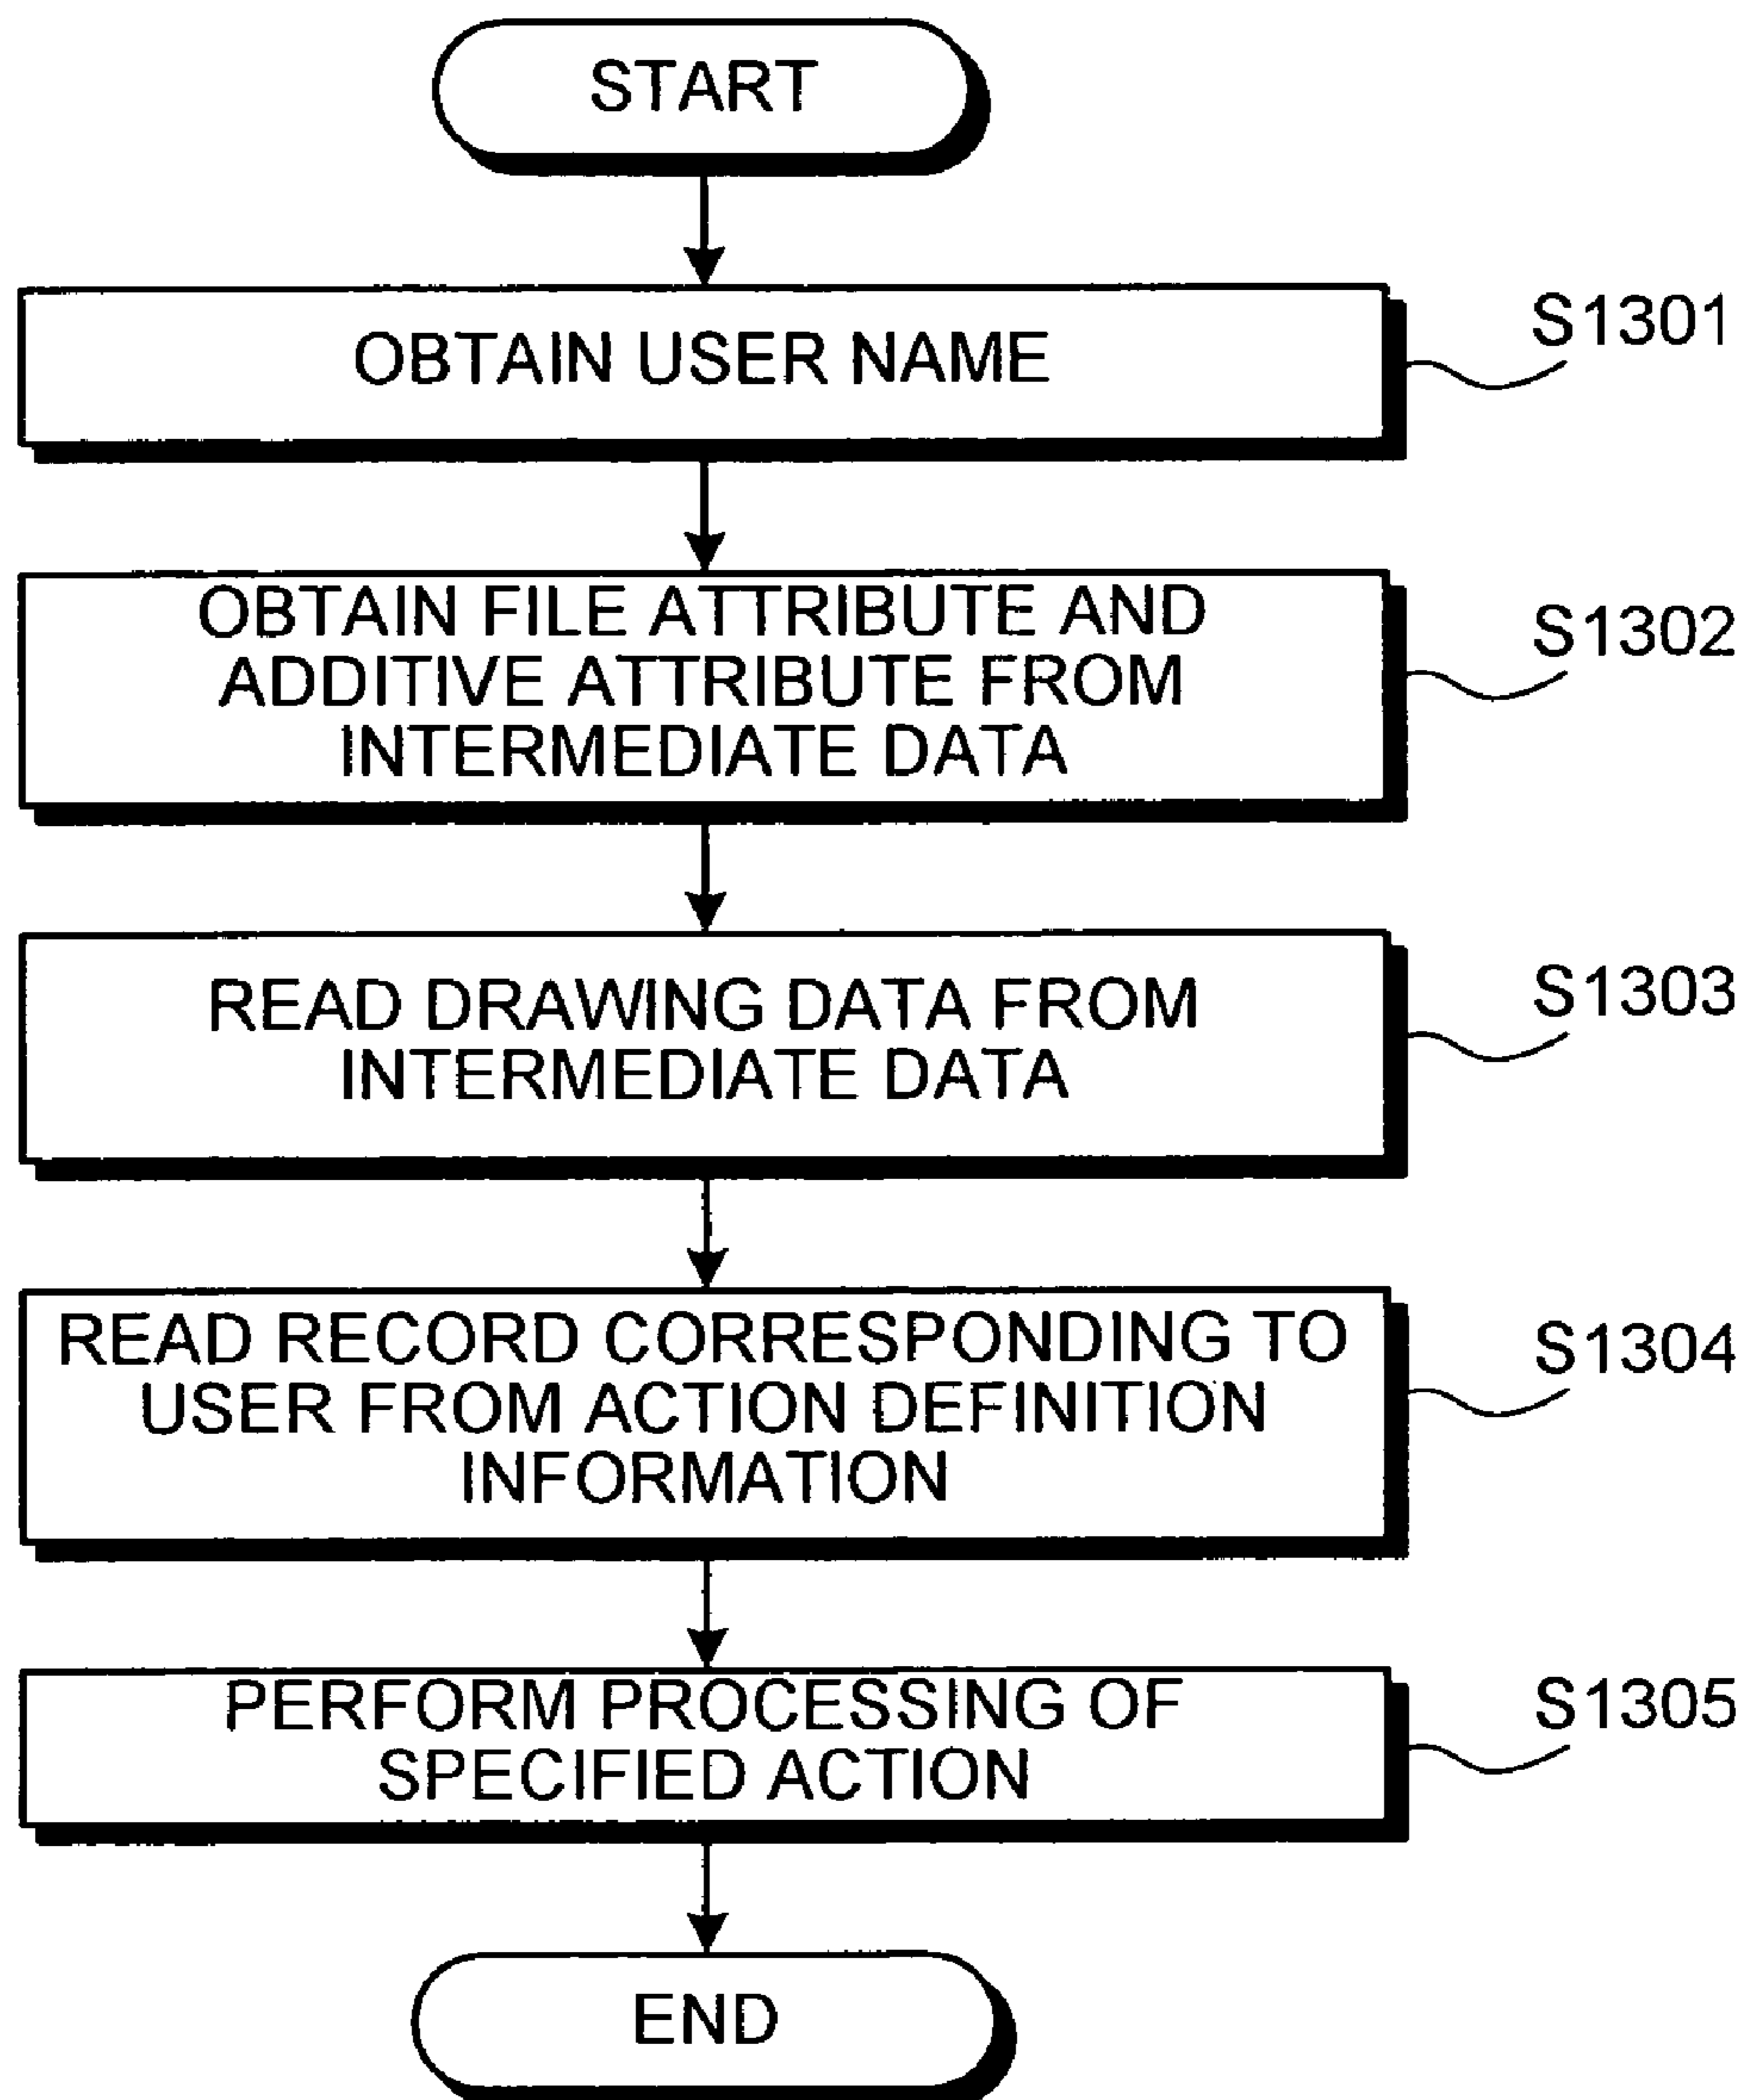 START
OBTAIN USER NAME
S1301
OBTAIN FILE ATTRIBUTE AND
ADDITIVE ATTRIBUTE FROM
INTERMEDIATE DATA
S1302
READ DRAWING DATA FROM
INTERMEDIATE DATA
S1303
READ RECORD CORRESPONDING TO
USER FROM ACTION DEFINITION
INFORMATION
S1304
PERFORM PROCESSING OF
SPECIFIED ACTION
S1305
END